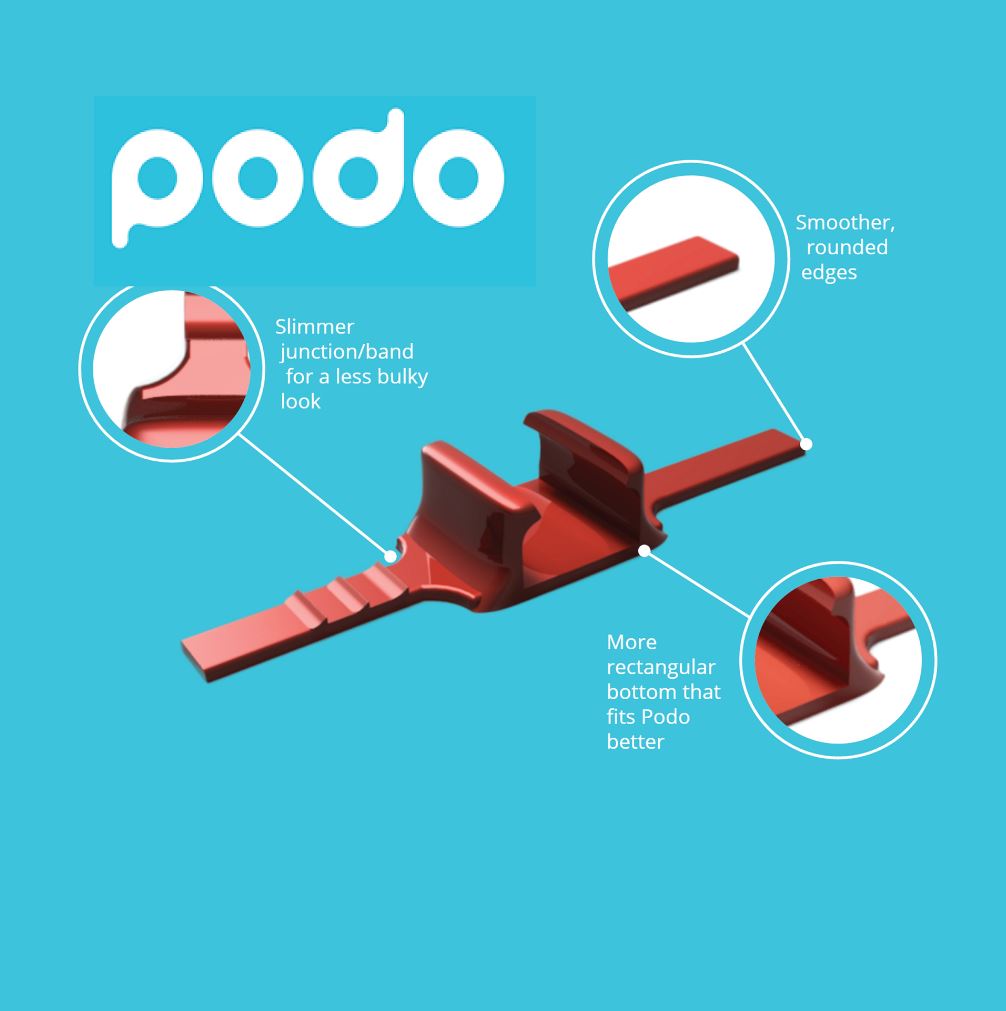 podo
Smoother,
rounded
edges
Slimmer
junction/band
for a less bulky
look
More
rectangular
bottom that
fits Podo
better